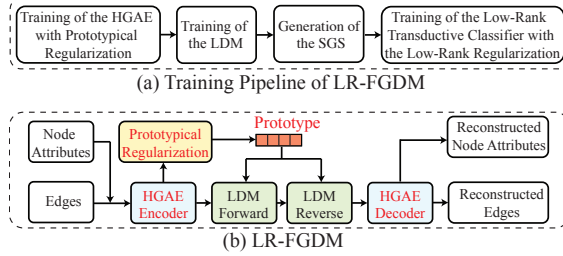 Training of the HGAE
with Prototypical
Regularization
Training of
the LDM
Generation of
the SGS
Training of the Low-Rank
Transductive Classifier
with the Low-Rank Regularization
(a) Training Pipeline of LR-FGDM
Node
Attributes
Prototypical
Regularization
Prototype
Reconstructed
Node Attributes
Edges
HGAE
Encoder
LDM
Forward
LDM
Reverse
HGAE
Decoder
Reconstructed
Edges
(b) LR-FGDM